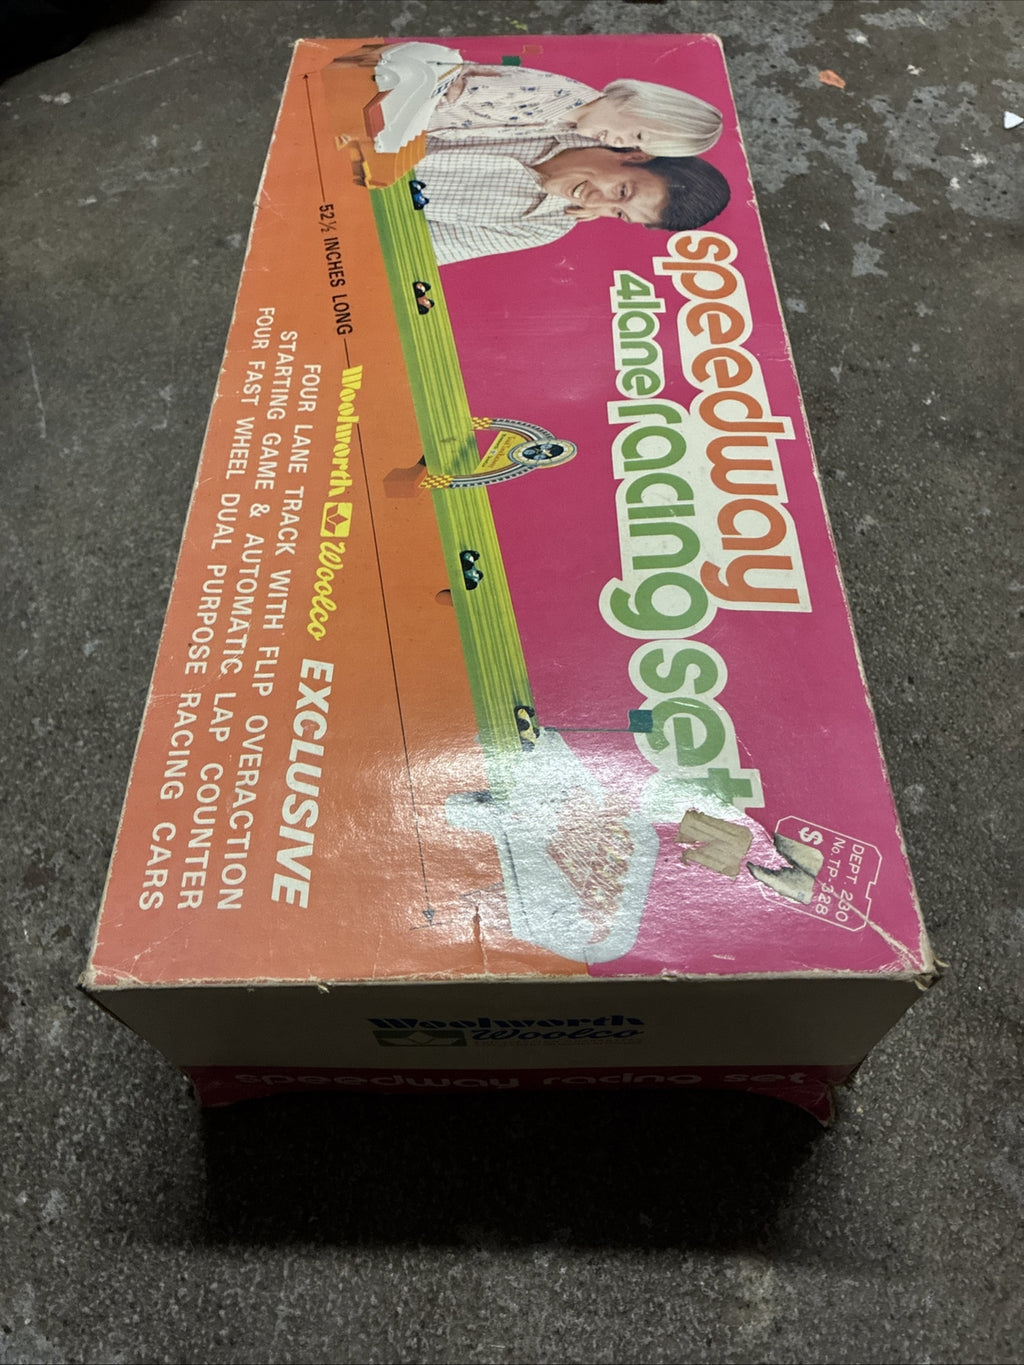 speedway
4 lane racing set
52½ INCHES LONG
Woolworth Woolco EXCLUSIVE
FOUR LANE TRACK WITH FLIP OVERACTION
STARTING GAME & AUTOMATIC LAP COUNTER
FOUR FAST WHEEL DUAL PURPOSE RACING CARS
DEPT. 230
No. TP-328
$
N
Woolworth
Woolco
speedway racing set